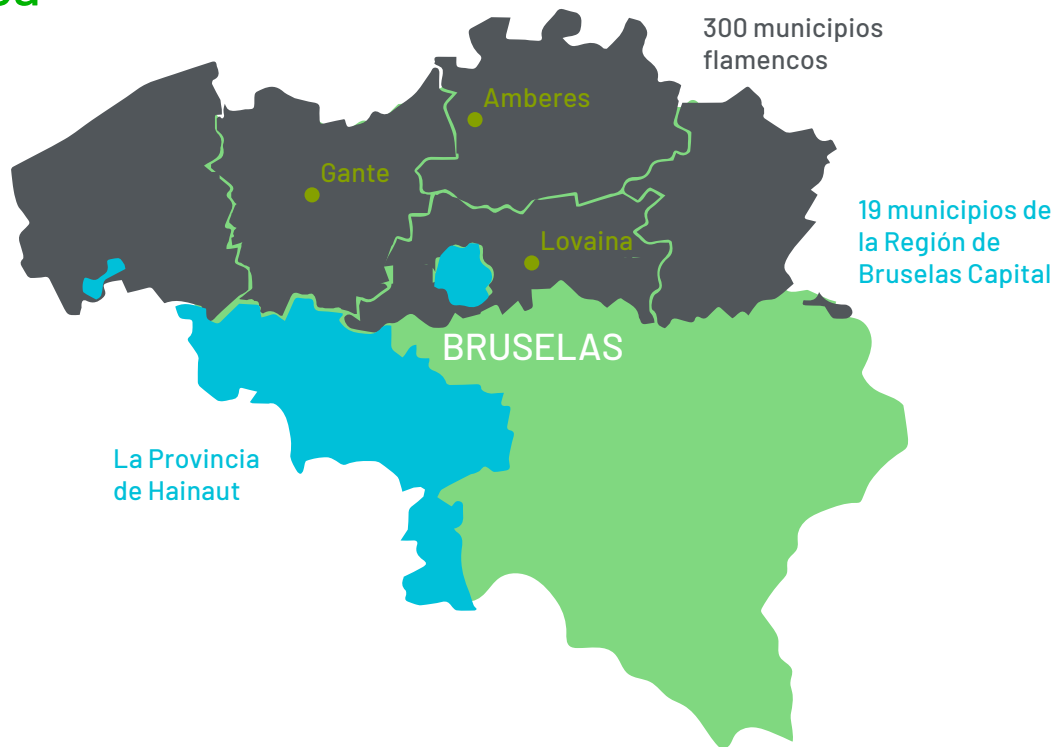 300 municipios
flamencos
Amberes
Gante
19 municipios de
la Región de
Bruselas Capital
Lovaina
BRUSELAS
La Provincia
de Hainaut